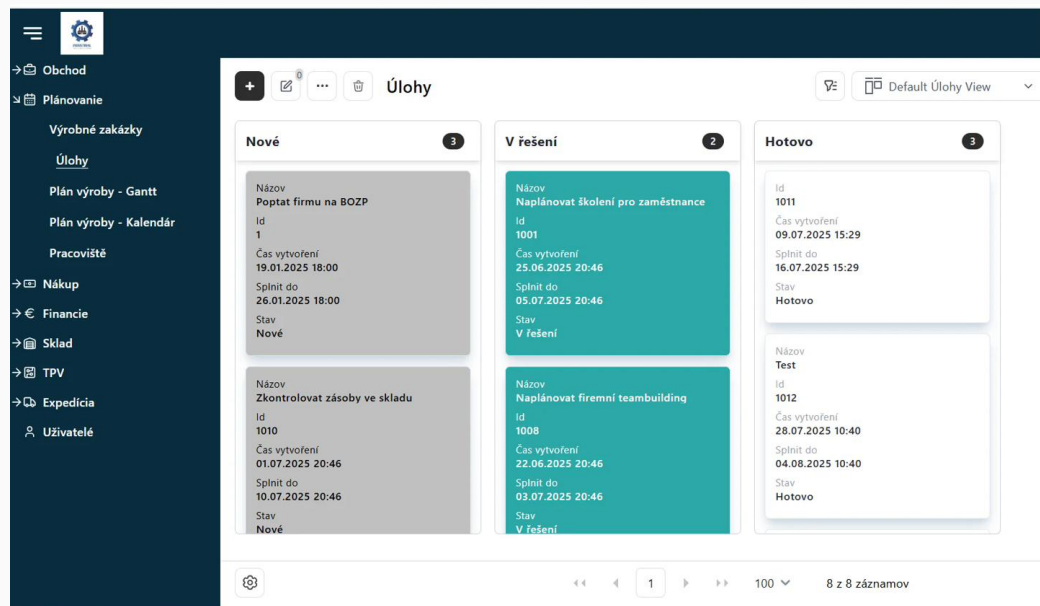 Obchod
Plánovanie
Výrobné zakázky
Úlohy
Plán výroby - Gantt
Plán výroby - Kalendár
Pracoviště
Nákup
Financie
Sklad
TPV
Expedícia
Uživatelé
0
Úlohy
Default Úlohy View
Nové 3
Názov
Poptat firmu na BOZP
Id
1
Čas vytvoření
19.01.2025 18:00
Splnit do
26.01.2025 18:00
Stav
Nové
Názov
Zkontrolovat zásoby ve skladu
Id
1010
Čas vytvoření
01.07.2025 20:46
Splnit do
10.07.2025 20:46
Stav
Nové
V řešení 2
Názov
Naplánovat školení pro zaměstnance
Id
1001
Čas vytvoření
25.06.2025 20:46
Splnit do
05.07.2025 20:46
Stav
V řešení
Názov
Naplánovat firemní teambuilding
Id
1008
Čas vytvoření
22.06.2025 20:46
Splnit do
03.07.2025 20:46
Stav
V řešení
Hotovo 3
Id
1011
Čas vytvoření
09.07.2025 15:29
Splnit do
16.07.2025 15:29
Stav
Hotovo
Názov
Test
Id
1012
Čas vytvoření
28.07.2025 10:40
Splnit do
04.08.2025 10:40
Stav
Hotovo
1
100
8 z 8 záznamov